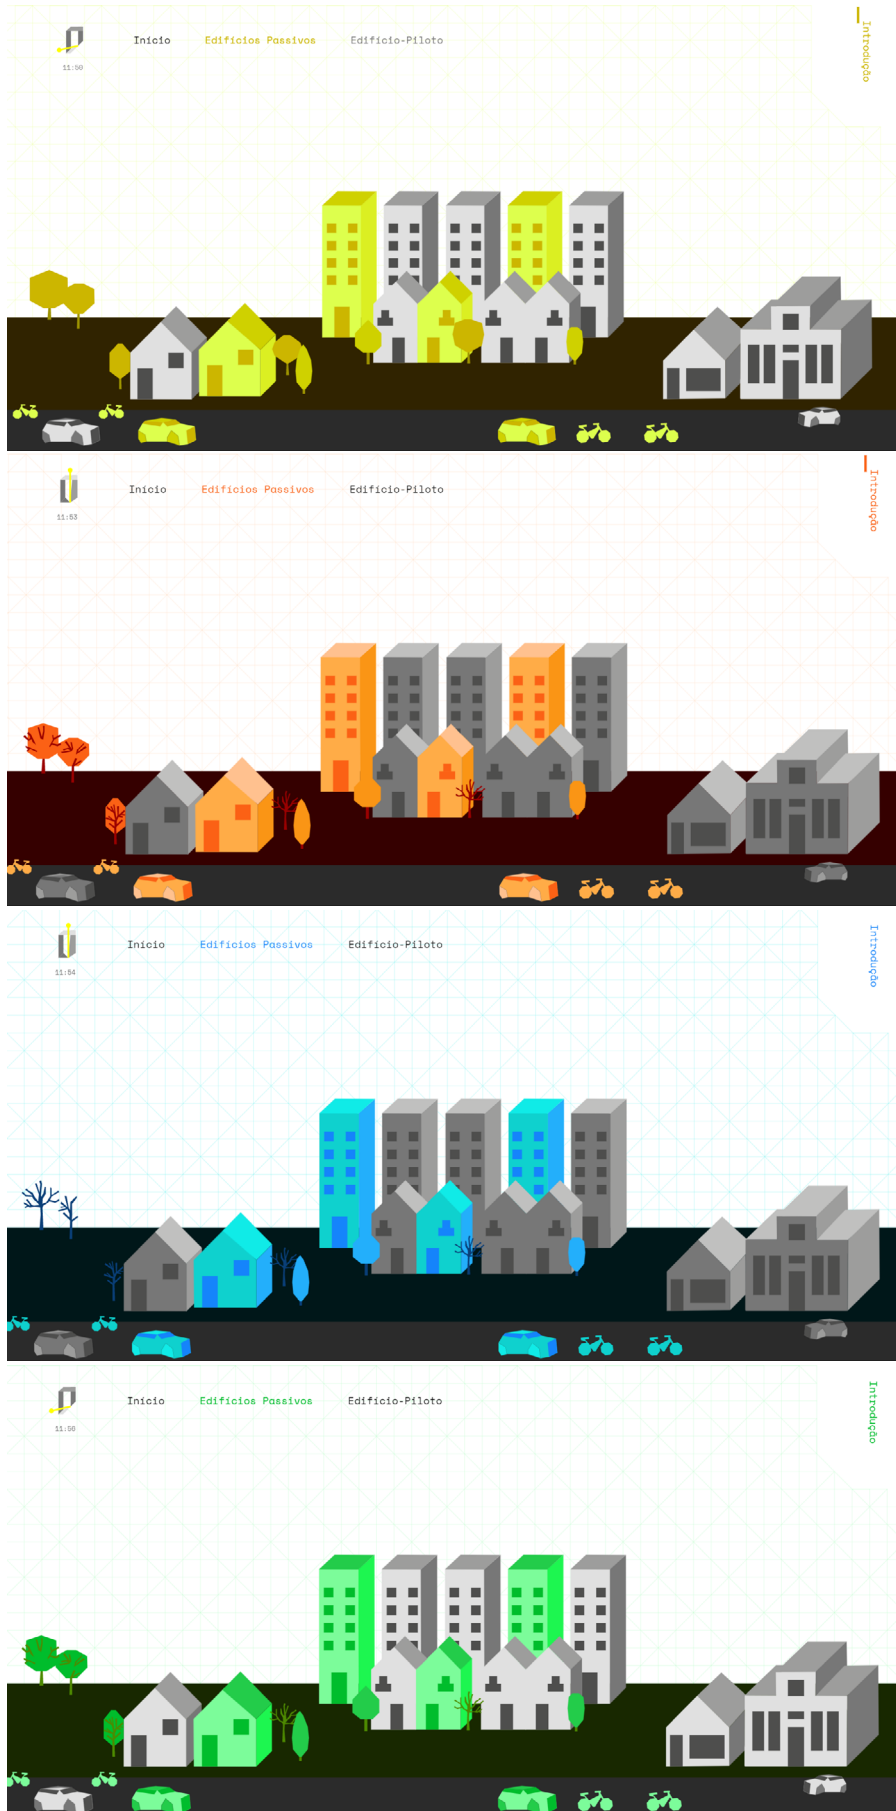 Início Edifícios Passivos Edifício-Piloto
Introdução
11:50
Início Edifícios Passivos Edifício-Piloto
Introdução
11:53
Início Edifícios Passivos Edifício-Piloto
Introdução
11:54
Início Edifícios Passivos Edifício-Piloto
Introdução
11:56